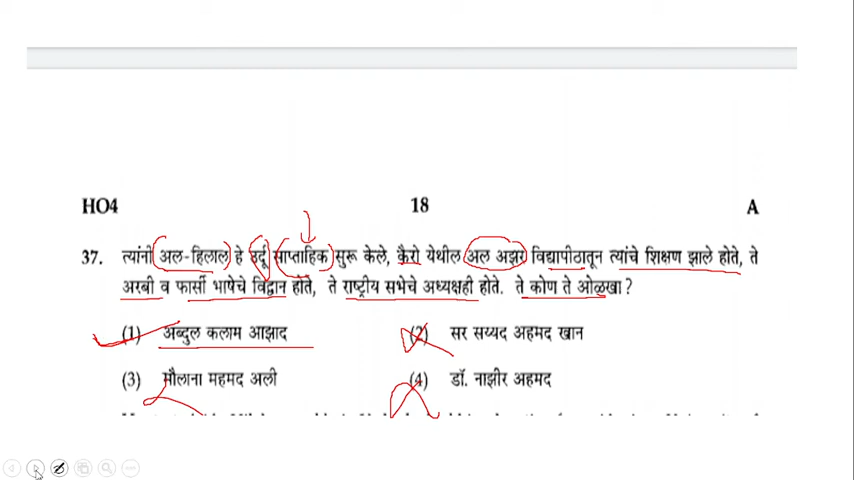 HO4 18 A
37. त्यांनी अल-हिलाल हे उर्दू साप्ताहिक सुरू केले, कैरो येथील अल अझर विद्यापीठातून त्यांचे शिक्षण झाले होते, ते
अरबी व फार्सी भाषेचे विद्वान होते, ते राष्ट्रीय सभेचे अध्यक्षही होते. ते कोण ते ओळखा?
(1) अब्दुल कलाम आझाद (2) सर सय्यद अहमद खान
(3) मौलाना महमद अली (4) डॉ. नाझीर अहमद